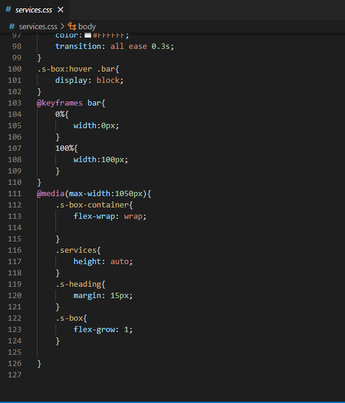 # services.css ×
# services.css > body
97 color: #FFFFFF;
98 transition: all ease 0.3s;
99 }
100 .s-box:hover .bar{
101 display: block;
102 }
103 @keyframes bar{
104 0%{
105 width:0px;
106 }
107 100%{
108 width:100px;
109 }
110 }
111 @media(max-width:1050px){
112 .s-box-container{
113 flex-wrap: wrap;
114
115 }
116 .services{
117 height: auto;
118 }
119 .s-heading{
120 margin: 15px;
121 }
122 .s-box{
123 flex-grow: 1;
124 }
125
126 }
127